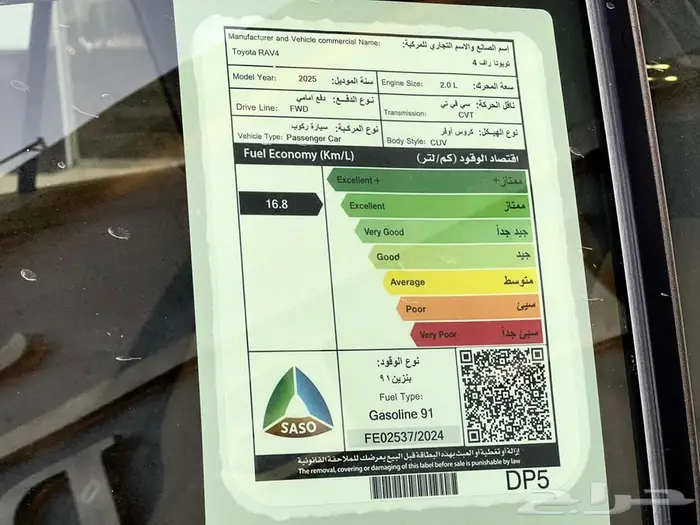 Manufacturer and Vehicle commercial Name: إسم الصانع والاسم التجاري للمركبة:
Toyota RAV4 تويوتا راف 4
Model Year: 2025 سنة الموديل: Engine Size: 2.0 L سعة المحرك:
Drive Line: FWD نوع الدفع: دفع امامي Transmission: CVT ناقل الحركة: سي في تي
Vehicle Type: Passenger Car نوع المركبة: سيارة ركوب Body Style: CUV نوع الهيكل: كروس أوفر
Fuel Economy (Km/L) اقتصاد الوقود (كم/لتر)
Excellent + ممتاز+
16.8
Excellent ممتاز
Very Good جيد جداً
Good جيد
Average متوسط
Poor سيئ
Very Poor سيئ جداً
نوع الوقود:
بنزين ٩١
Fuel Type:
Gasoline 91
SASO
FE02537/2024
إزالة أو تغطية أو العبث بهذه البطاقة قبل البيع يعرضك للملاحقة القانونية
The removal, covering or damaging of this label before sale is punishable by law
DP5
حراج